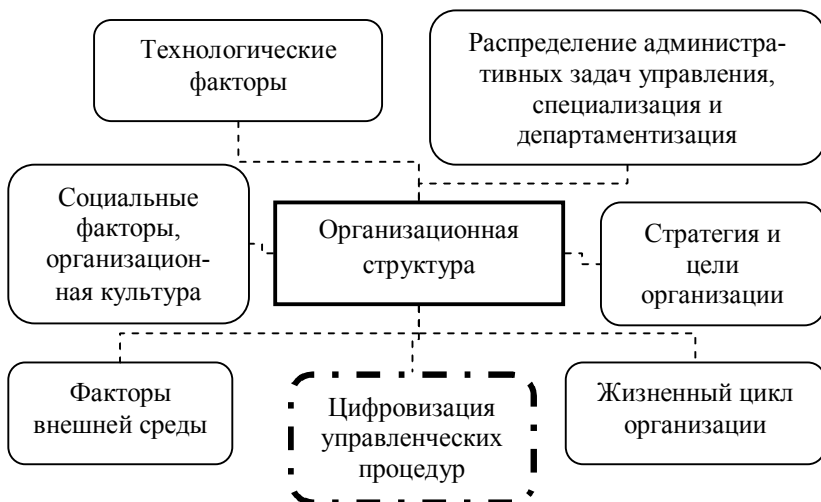 Технологические
факторы
Распределение административ-
тивных задач управления,
специализация и
департаментизация
Социальные
факторы,
организацион-
ная культура
Организационная
структура
Стратегия и
цели
организации
Факторы
внешней среды
Цифровизация
управленческих
процедур
Жизненный цикл
организации